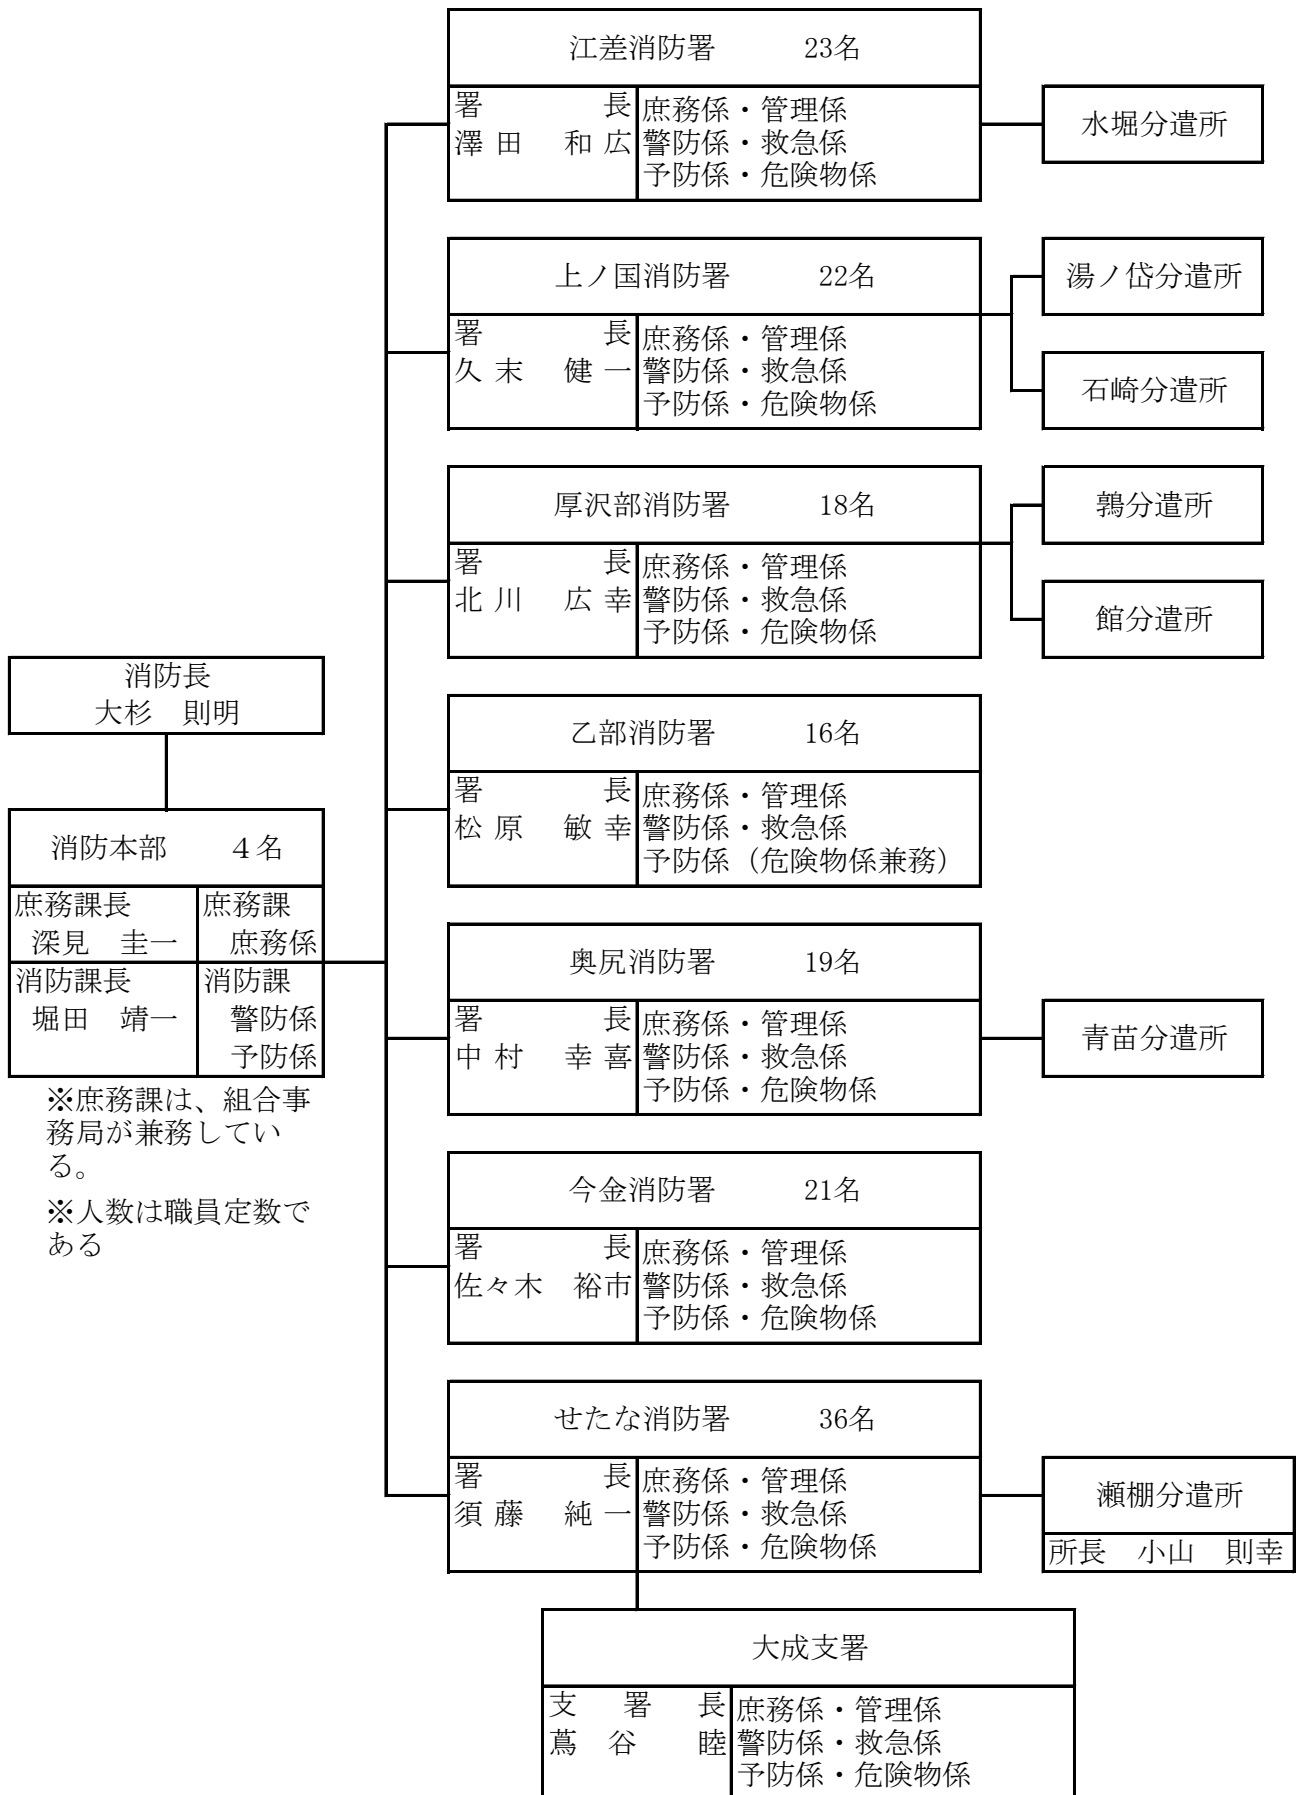 消防長
大杉　則明
消防本部　　４名
庶務課長
深見　圭一
庶務課
庶務係
消防課長
堀田　靖一
消防課
警防係
予防係
※庶務課は、組合事
務局が兼務してい
る。
※人数は職員定数で
ある
江差消防署　　　23名
署　　　　長
澤田　和広
庶務係・管理係
警防係・救急係
予防係・危険物係
水堀分遣所
上ノ国消防署　　　22名
署　　　　長
久末　健一
庶務係・管理係
警防係・救急係
予防係・危険物係
湯ノ岱分遣所
石崎分遣所
厚沢部消防署　　　18名
署　　　　長
北川　広幸
庶務係・管理係
警防係・救急係
予防係・危険物係
鶉分遣所
館分遣所
乙部消防署　　　16名
署　　　　長
松原　敏幸
庶務係・管理係
警防係・救急係
予防係（危険物係兼務）
奥尻消防署　　　19名
署　　　　長
中村　幸喜
庶務係・管理係
警防係・救急係
予防係・危険物係
青苗分遣所
今金消防署　　　21名
署　　　　長
佐々木　裕市
庶務係・管理係
警防係・救急係
予防係・危険物係
せたな消防署　　　36名
署　　　　長
須藤　純一
庶務係・管理係
警防係・救急係
予防係・危険物係
瀬棚分遣所
所長　小山　則幸
大成支署
支　署　長
蔦谷　　睦
庶務係・管理係
警防係・救急係
予防係・危険物係